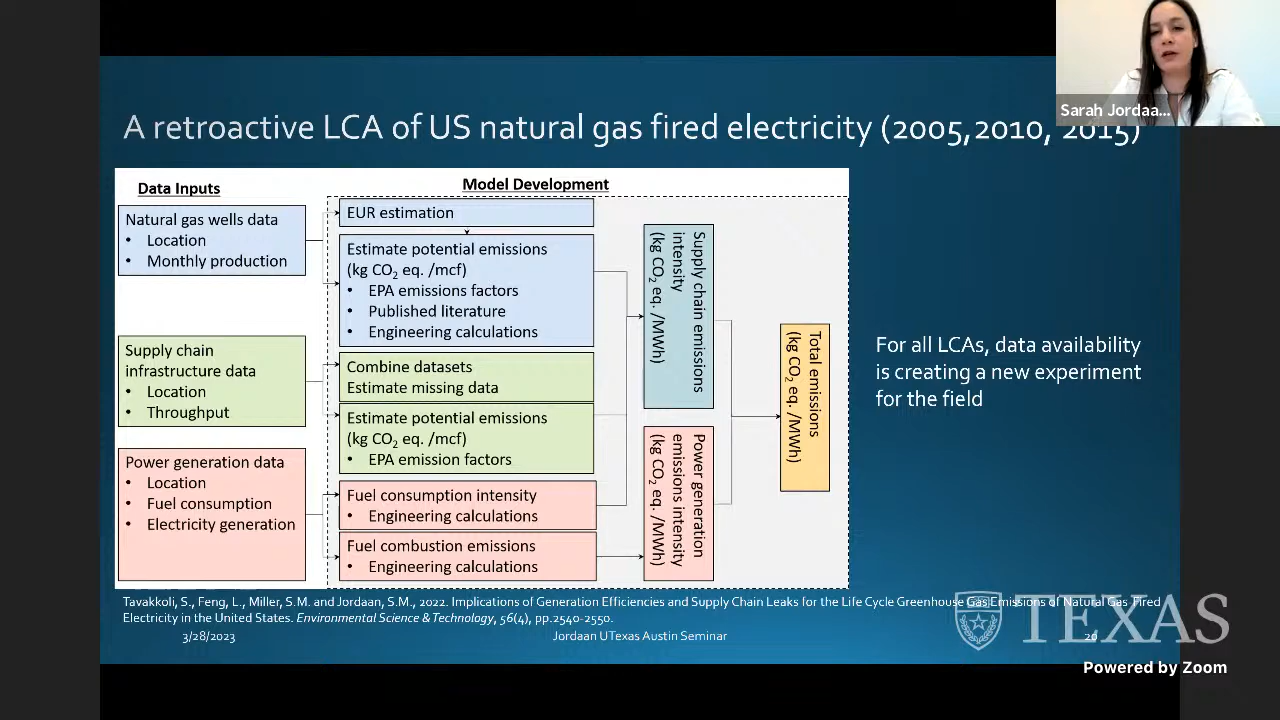 Sarah Jordaa...
A retroactive LCA of US natural gas fired electricity (2005,2010, 2015)
Data Inputs
Model Development
Natural gas wells data
• Location
• Monthly production
Supply chain
infrastructure data
• Location
• Throughput
Power generation data
• Location
• Fuel consumption
• Electricity generation
EUR estimation
Estimate potential emissions
(kg CO₂ eq. /mcf)
• EPA emissions factors
• Published literature
• Engineering calculations
Combine datasets
Estimate missing data
Estimate potential emissions
(kg CO₂ eq. /mcf)
• EPA emission factors
Fuel consumption intensity
• Engineering calculations
Fuel combustion emissions
• Engineering calculations
Supply chain emissions
intensity
(kg CO₂ eq. /MWh)
Power generation
emissions intensity
(kg CO₂ eq. /MWh)
Total emissions
(kg CO₂ eq. /MWh)
For all LCAs, data availability
is creating a new experiment
for the field
Tavakkoli, S., Feng, L., Miller, S.M. and Jordaan, S.M., 2022. Implications of Generation Efficiencies and Supply Chain Leaks for the Life Cycle Greenhouse Gas Emissions of Natural Gas-Fired
Electricity in the United States. Environmental Science & Technology, 56(4), pp.2540-2550.
3/28/2023
Jordaan UTexas Austin Seminar
20
TEXAS
Powered by Zoom